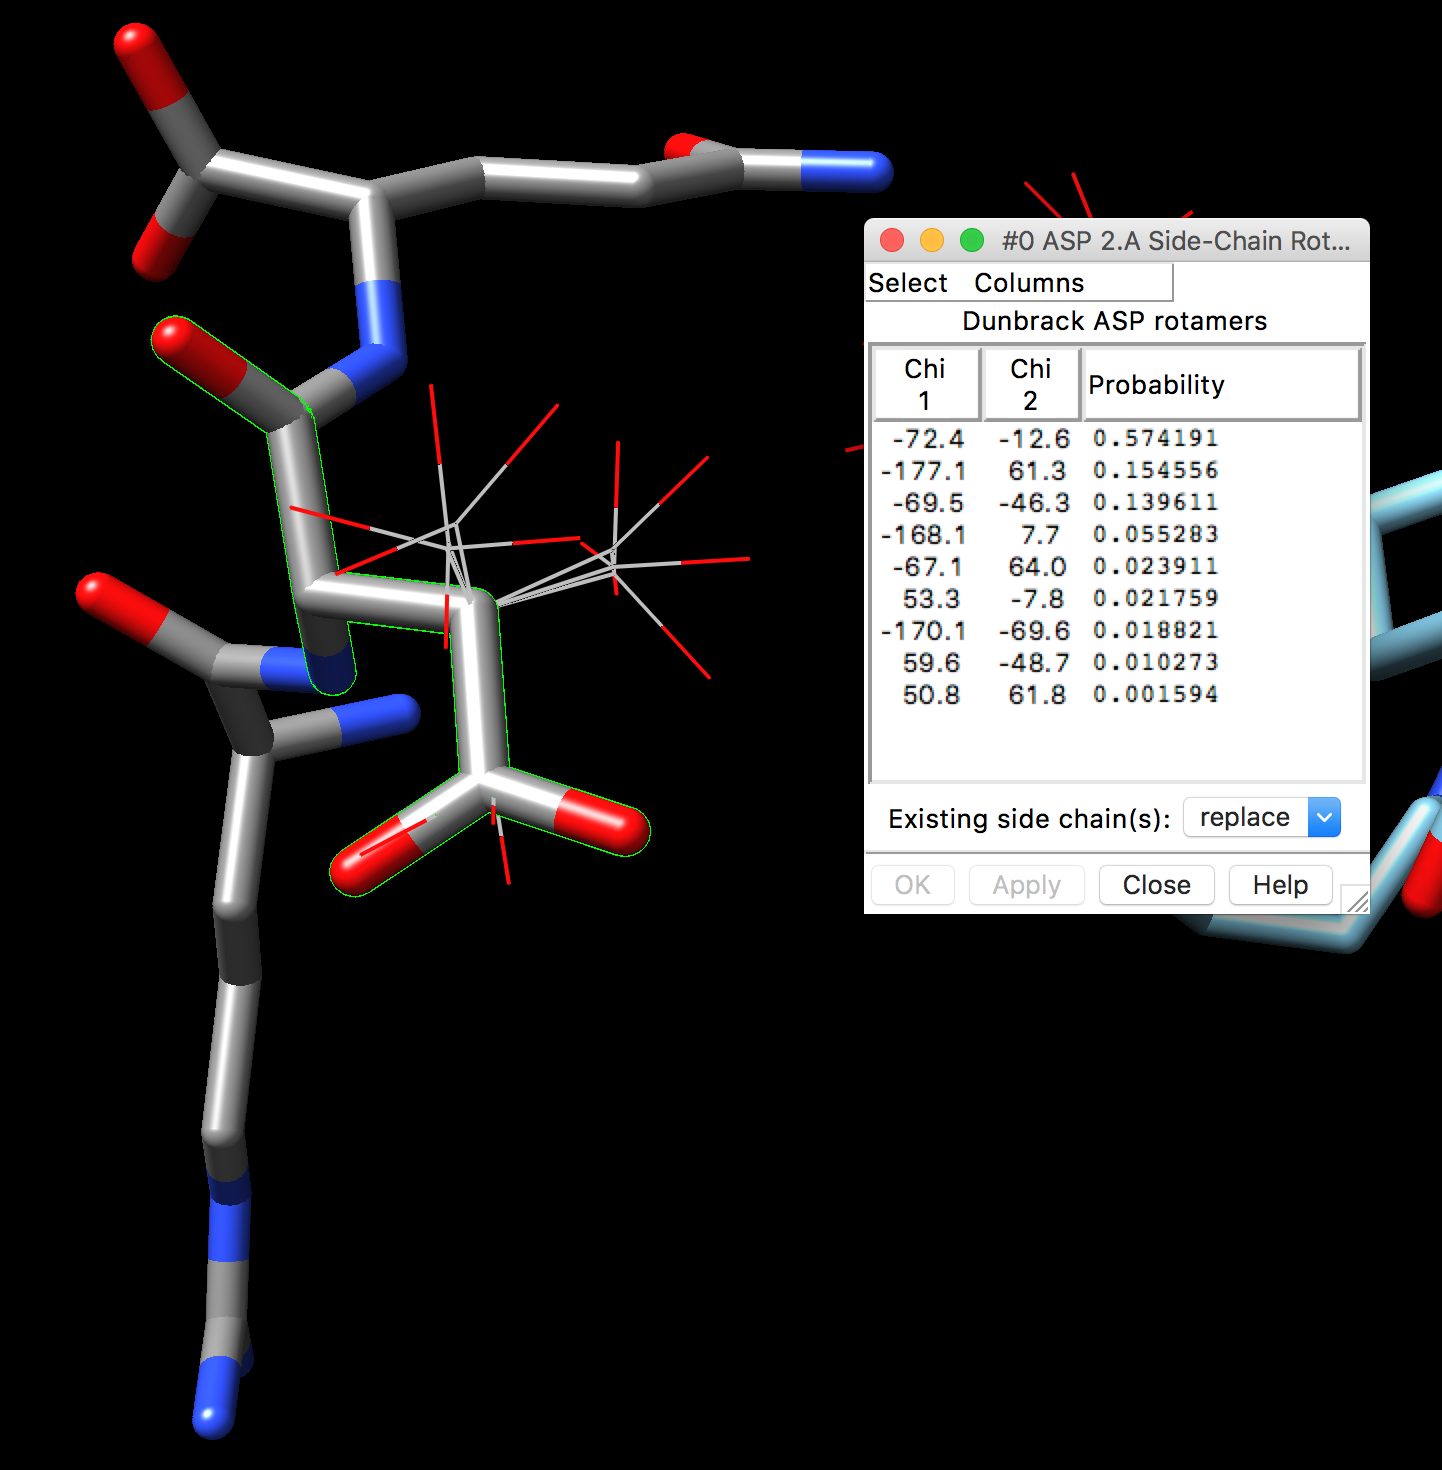 #0 ASP 2.A Side-Chain Rot...
Select Columns
Dunbrack ASP rotamers
Chi 1 Chi 2 Probability
-72.4 -12.6 0.574191
-177.1 61.3 0.154556
-69.5 -46.3 0.139611
-168.1 7.7 0.055283
-67.1 64.0 0.023911
53.3 -7.8 0.021759
-170.1 -69.6 0.018821
59.6 -48.7 0.010273
50.8 61.8 0.001594
Existing side chain(s): replace
OK Apply Close Help